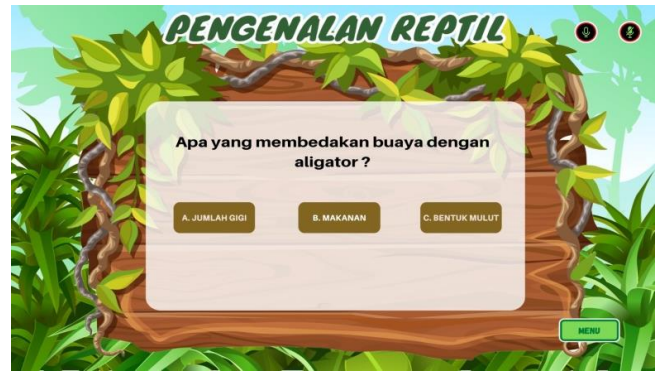 PENGENALAN REPTIL
Apa yang membedakan buaya dengan
aligator ?
A. JUMLAH GIGI
B. MAKANAN
C. BENTUK MULUT
MENU